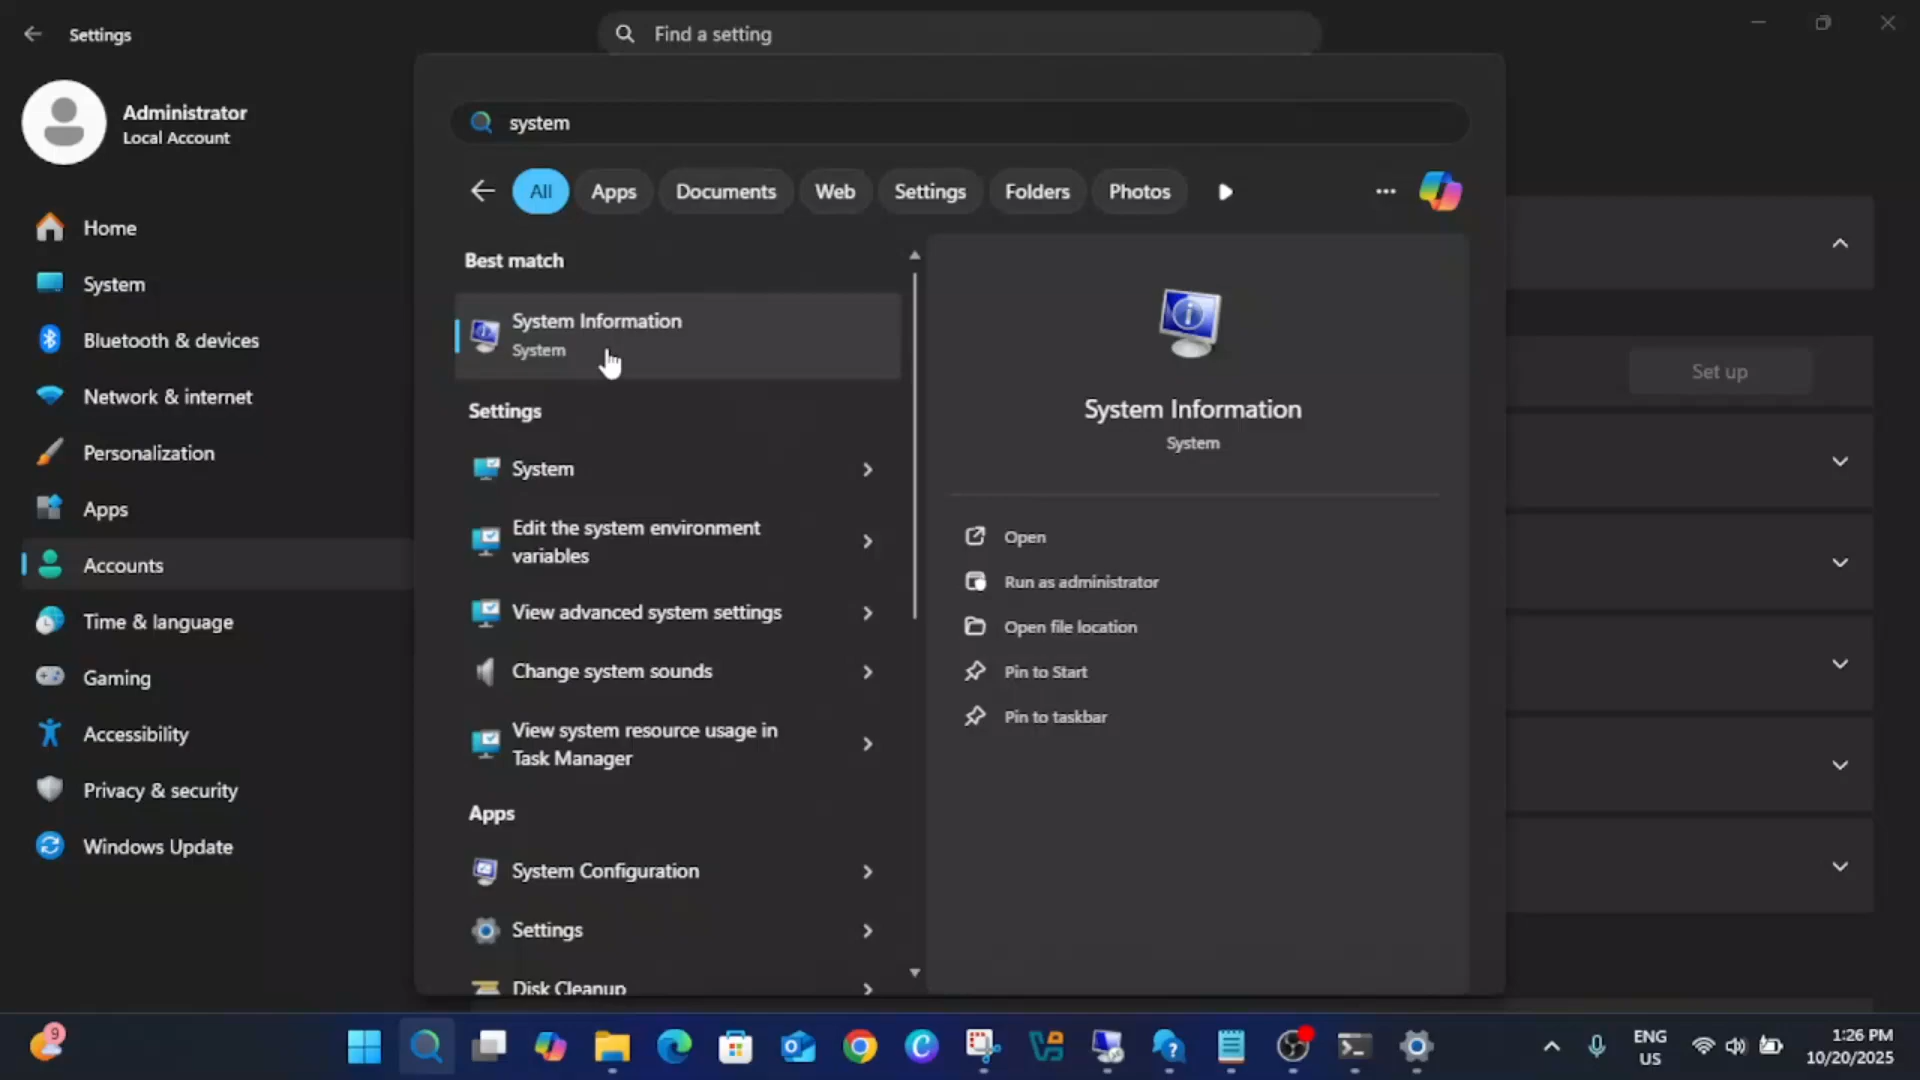 Settings
Find a setting
Administrator
Local Account
Home
System
Bluetooth & devices
Network & internet
Personalization
Apps
Accounts
Time & language
Gaming
Accessibility
Privacy & security
Windows Update
system
All
Apps
Documents
Web
Settings
Folders
Photos
Best match
System Information
System
Settings
System
Edit the system environment
variables
View advanced system settings
Change system sounds
View system resource usage in
Task Manager
Apps
System Configuration
Settings
Disk Cleanup
System Information
System
Open
Run as administrator
Open file location
Pin to Start
Pin to taskbar
Set up
9
ENG
US
1:26 PM
10/20/2025